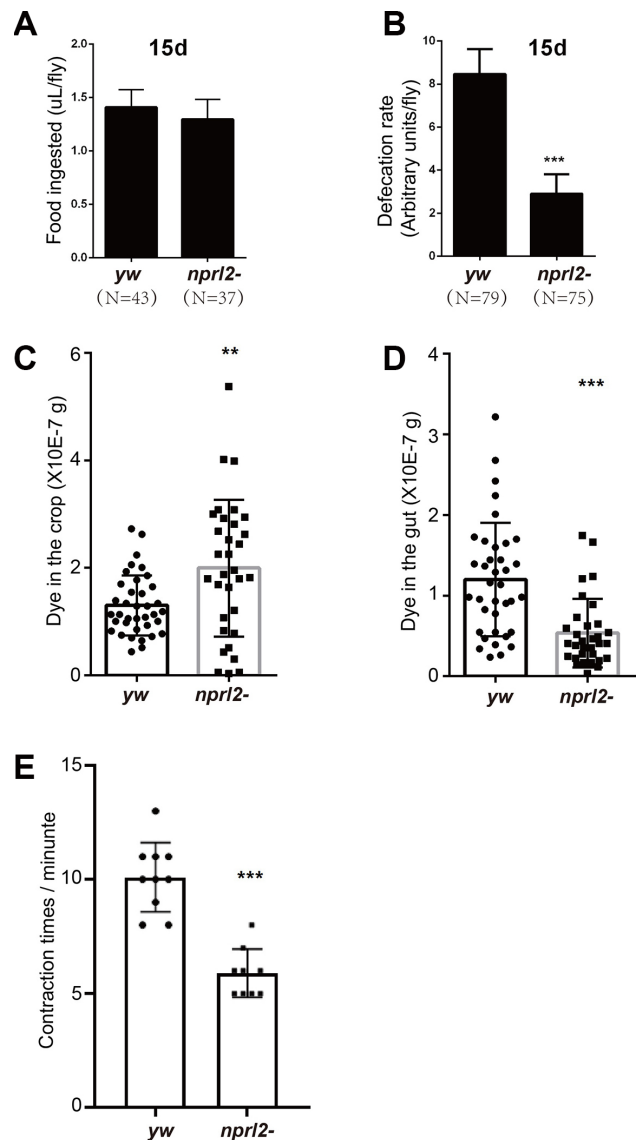 A
15d
Food ingested (uL/fly)
2.0
1.5
1.0
0.5
0.0
yw
nprl2-
(N=43)
(N=37)
B
15d
Defecation rate
(Arbitrary units/fly)
10
8
6
4
2
0
***
yw
nprl2-
(N=79)
(N=75)
C
Dye in the crop (X10E-7 g)
6
4
2
0
**
yw
nprl2-
D
Dye in the gut (X10E-7 g)
4
3
2
1
0
***
yw
nprl2-
E
Contraction times / minunte
15
10
5
0
***
yw
nprl2-